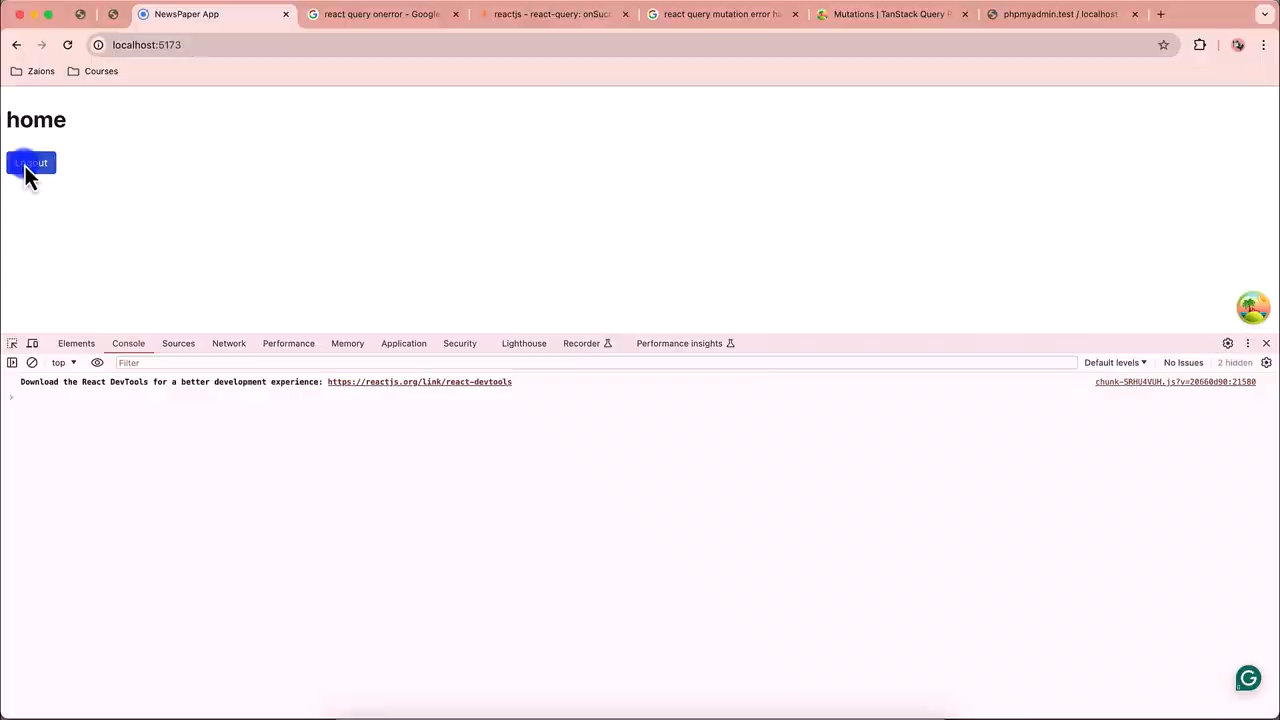 NewsPaper App
react query onerror - Google
reactjs - react-query: onSuc
react query mutation error h
Mutations | TanStack Query
phpmyadmin.test / localhost
localhost:5173
Zaions
Courses
home
Logout
Elements Console Sources Network Performance Memory Application Security Lighthouse Recorder Performance insights
top Filter Default levels No Issues 2 hidden
Download the React DevTools for a better development experience: https://reactjs.org/link/react-devtools chunk-SRHU4VUH.js?v=20660d90:21580